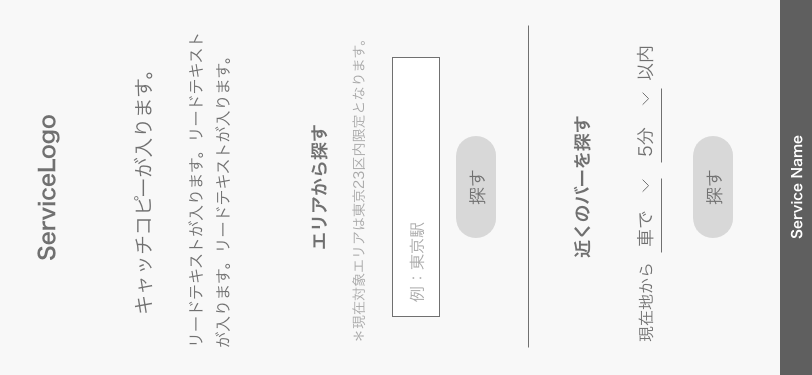 ServiceLogo
キャッチコピーが入ります。
リードテキストが入ります。リードテキスト
が入ります。リードテキストが入ります。
エリアから探す
＊現在対象エリアは東京23区内限定となります。
例：東京駅
探す
近くのバーを探す
現在地から 車で 5分 以内
探す
Service Name